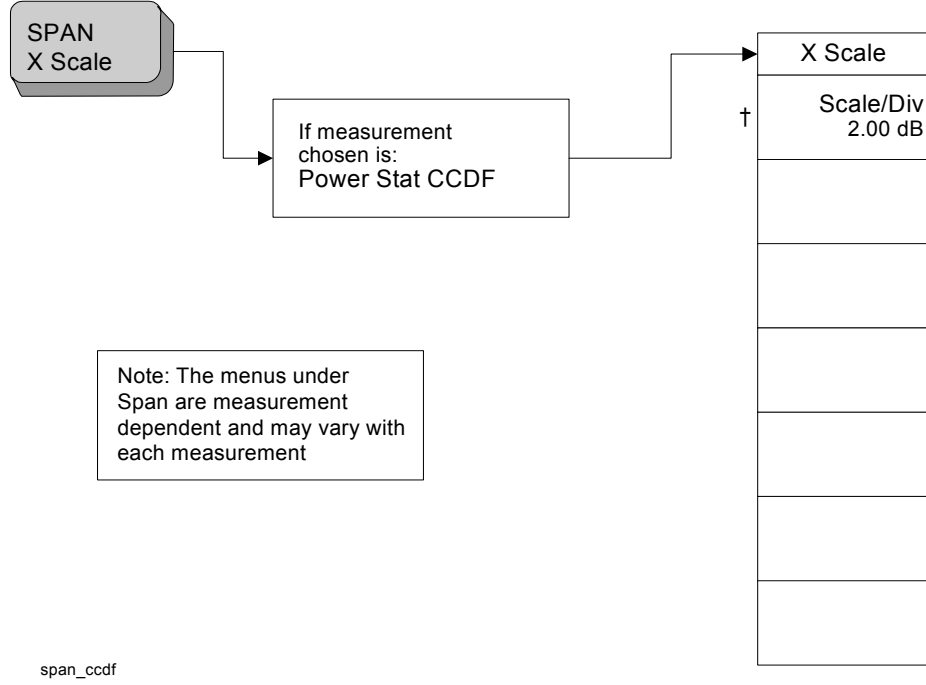 SPAN
X Scale
If measurement
chosen is:
Power Stat CCDF
X Scale
†
Scale/Div
2.00 dB
Note: The menus under
Span are measurement
dependent and may vary with
each measurement
span_ccdf